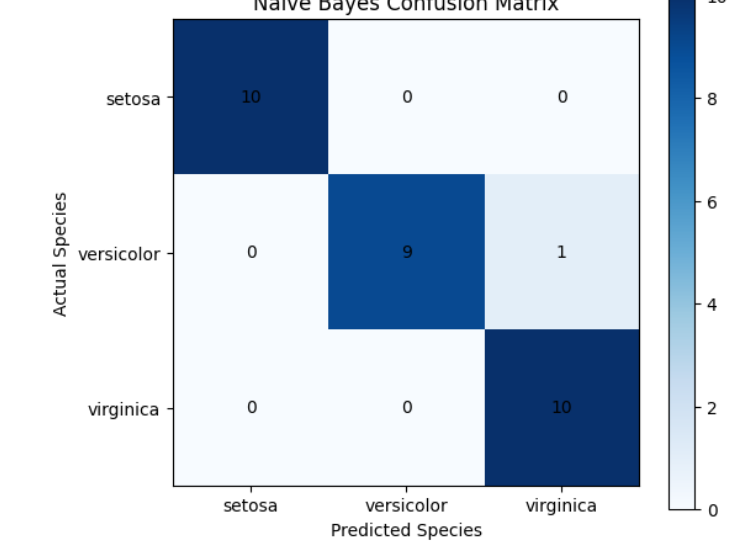 Naive Bayes Confusion Matrix
setosa 10 0 0
versicolor 0 9 1
virginica 0 0 10
setosa versicolor virginica
Predicted Species
Actual Species
10
8
6
4
2
0